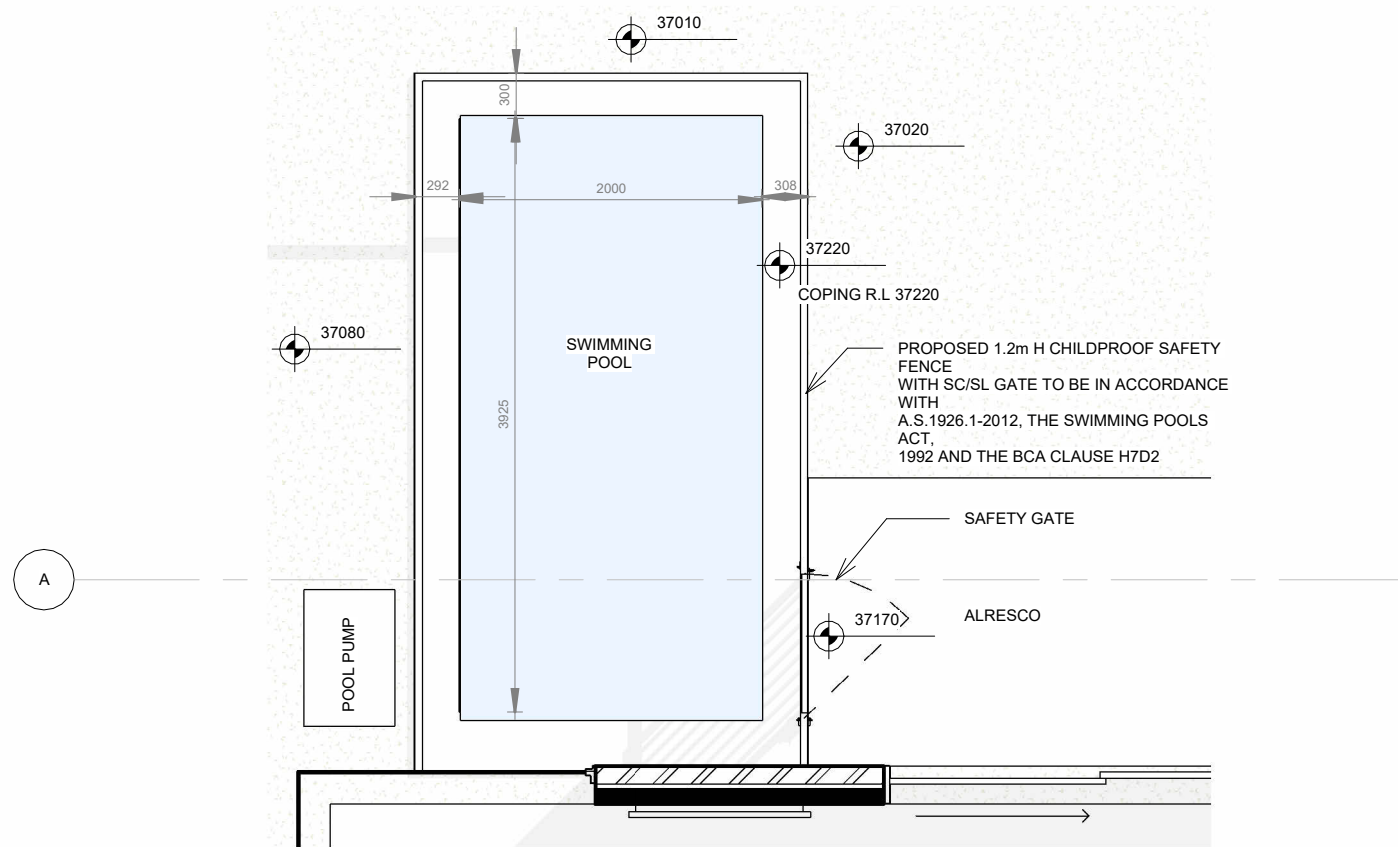 37010
300
37020
292
2000
308
37220
COPING R.L 37220
37080
SWIMMING
POOL
PROPOSED 1.2m H CHILDPROOF SAFETY
FENCE
WITH SC/SL GATE TO BE IN ACCORDANCE
WITH
A.S.1926.1-2012, THE SWIMMING POOLS
ACT,
1992 AND THE BCA CLAUSE H7D2
3925
SAFETY GATE
A
ALRESCO
37170
POOL PUMP